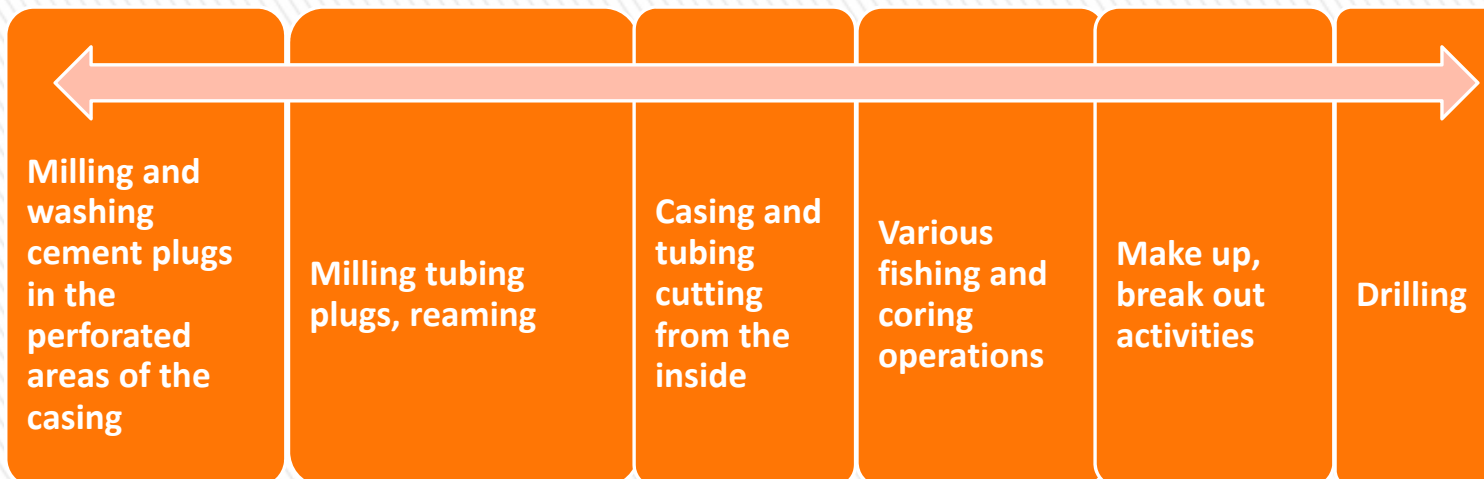 Milling and
washing
cement plugs
in the
perforated
areas of the
casing
Milling tubing
plugs, reaming
Casing and
tubing
cutting
from the
inside
Various
fishing and
coring
operations
Make up,
break out
activities
Drilling